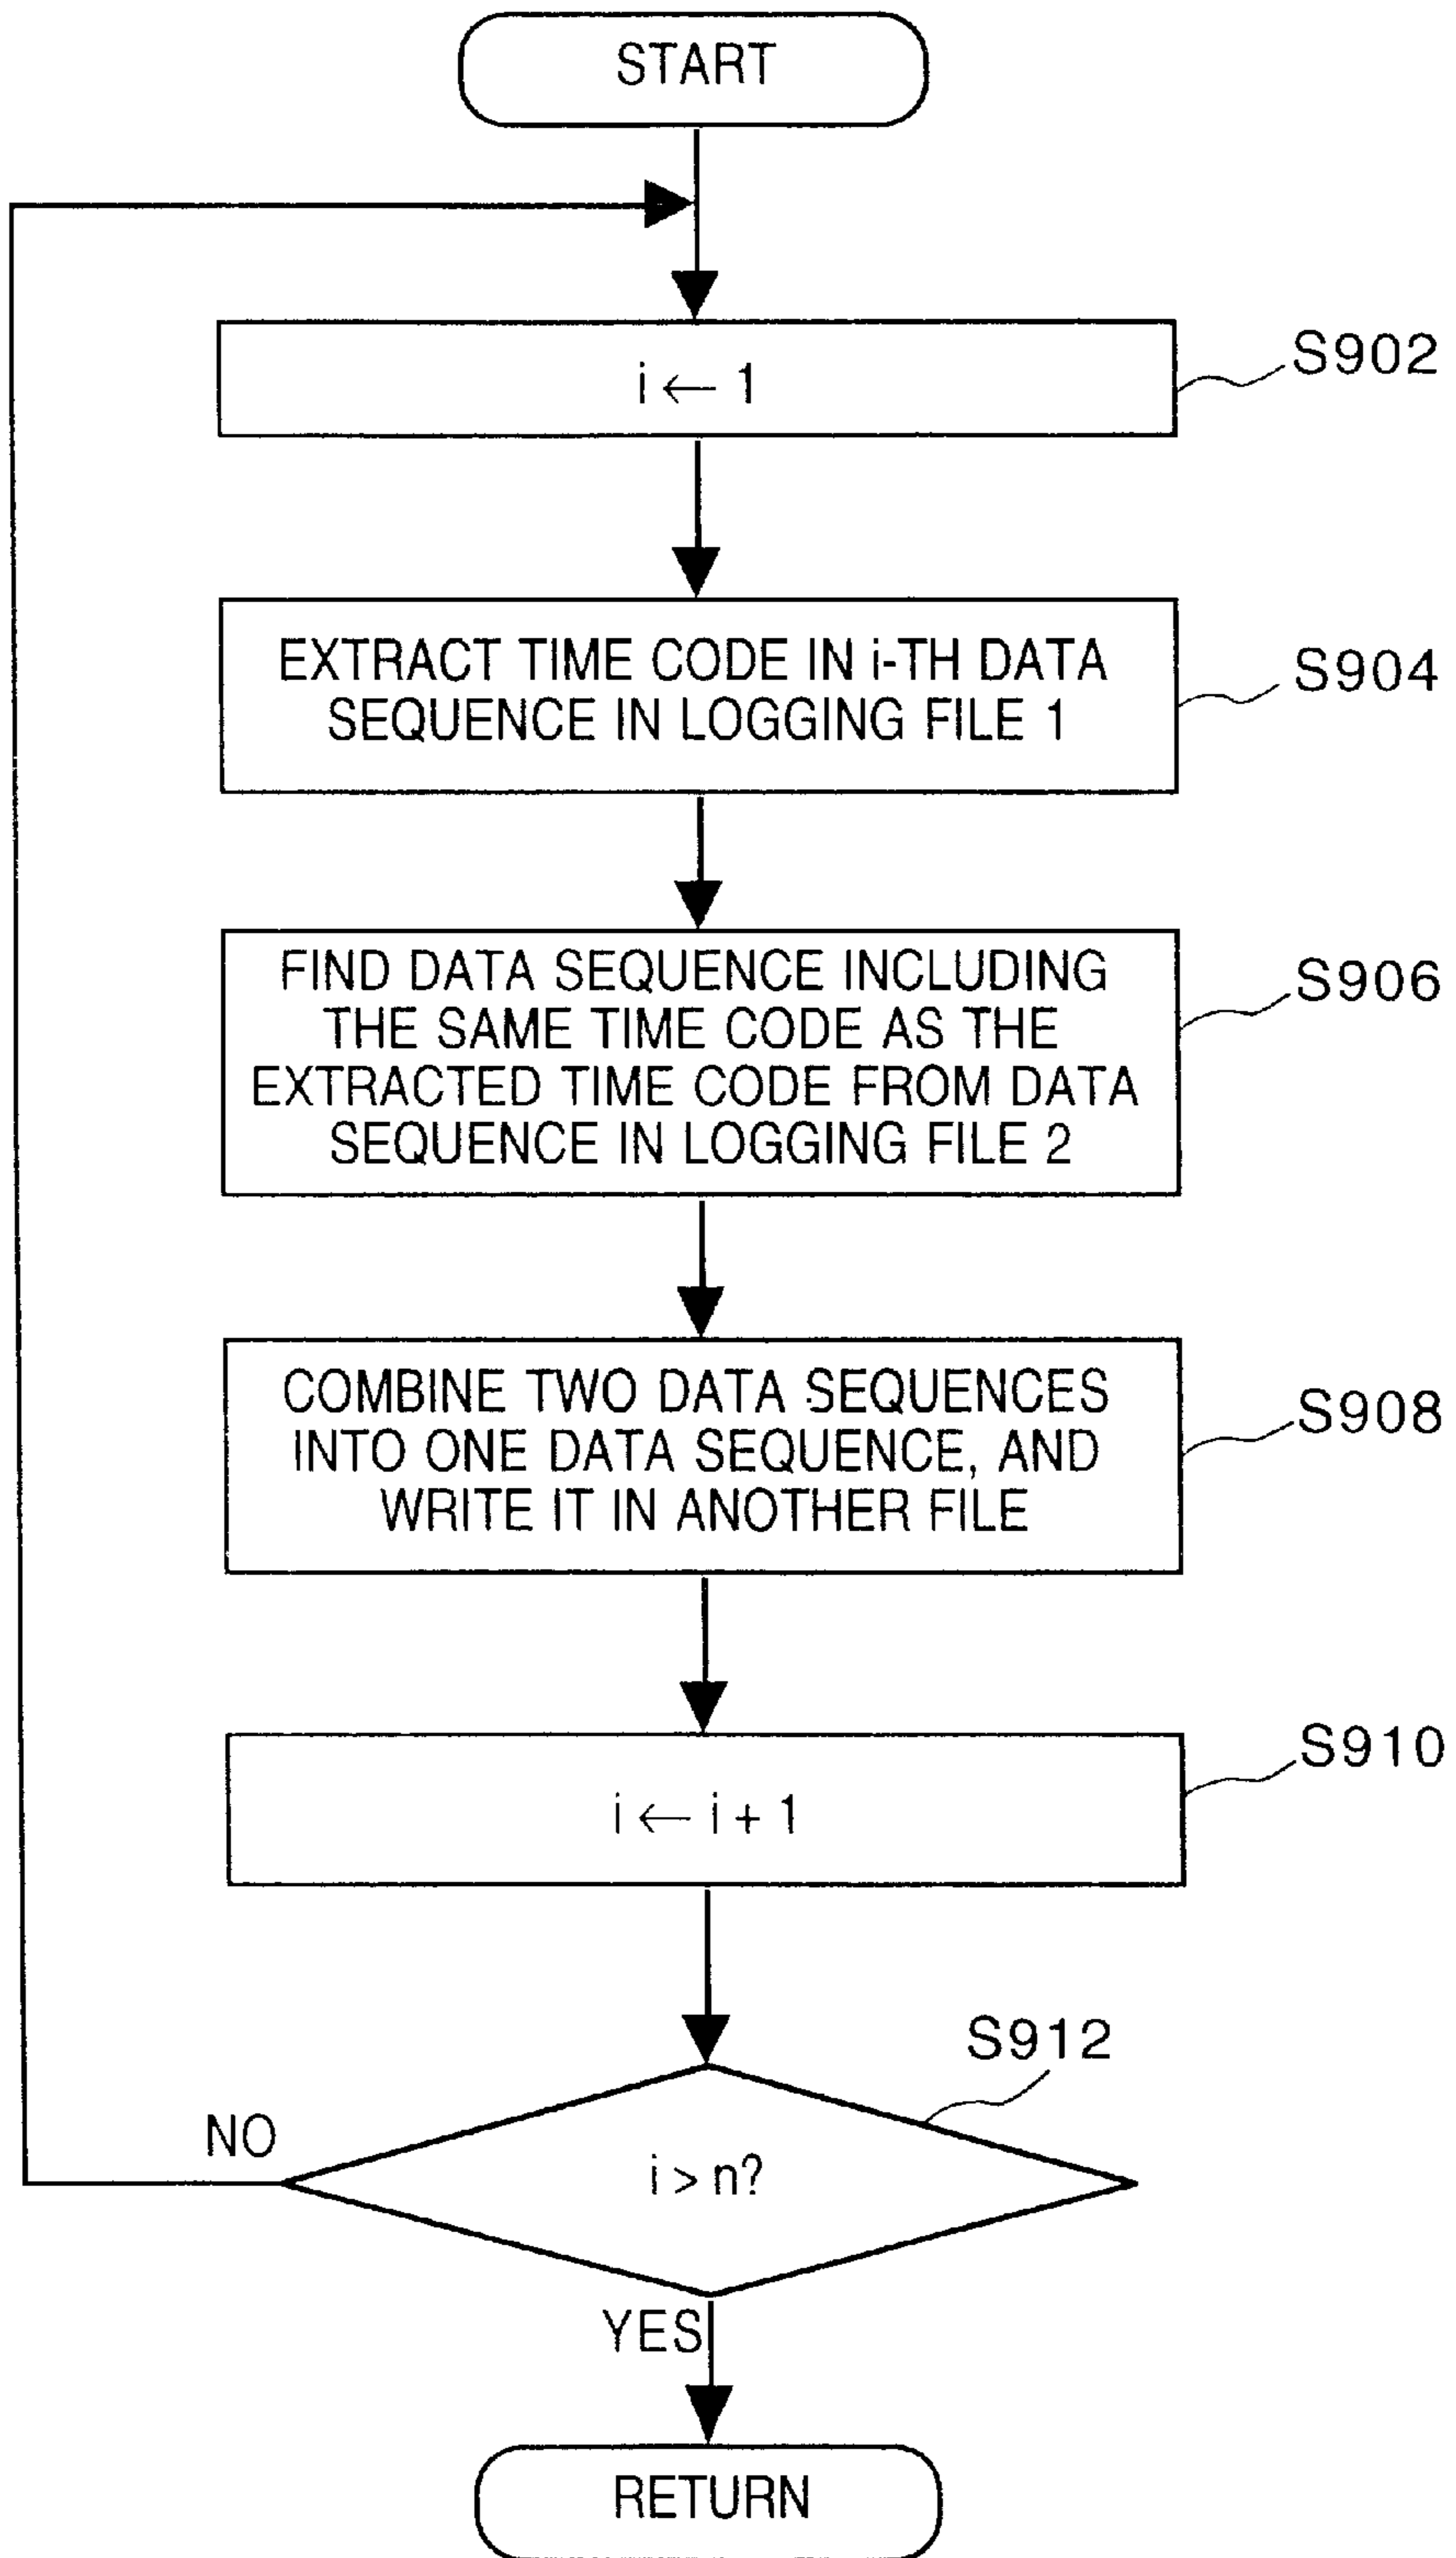 START
i ← 1
S902
EXTRACT TIME CODE IN i-TH DATA
SEQUENCE IN LOGGING FILE 1
S904
FIND DATA SEQUENCE INCLUDING
THE SAME TIME CODE AS THE
EXTRACTED TIME CODE FROM DATA
SEQUENCE IN LOGGING FILE 2
S906
COMBINE TWO DATA SEQUENCES
INTO ONE DATA SEQUENCE, AND
WRITE IT IN ANOTHER FILE
S908
i ← i + 1
S910
S912
NO
i > n?
YES
RETURN